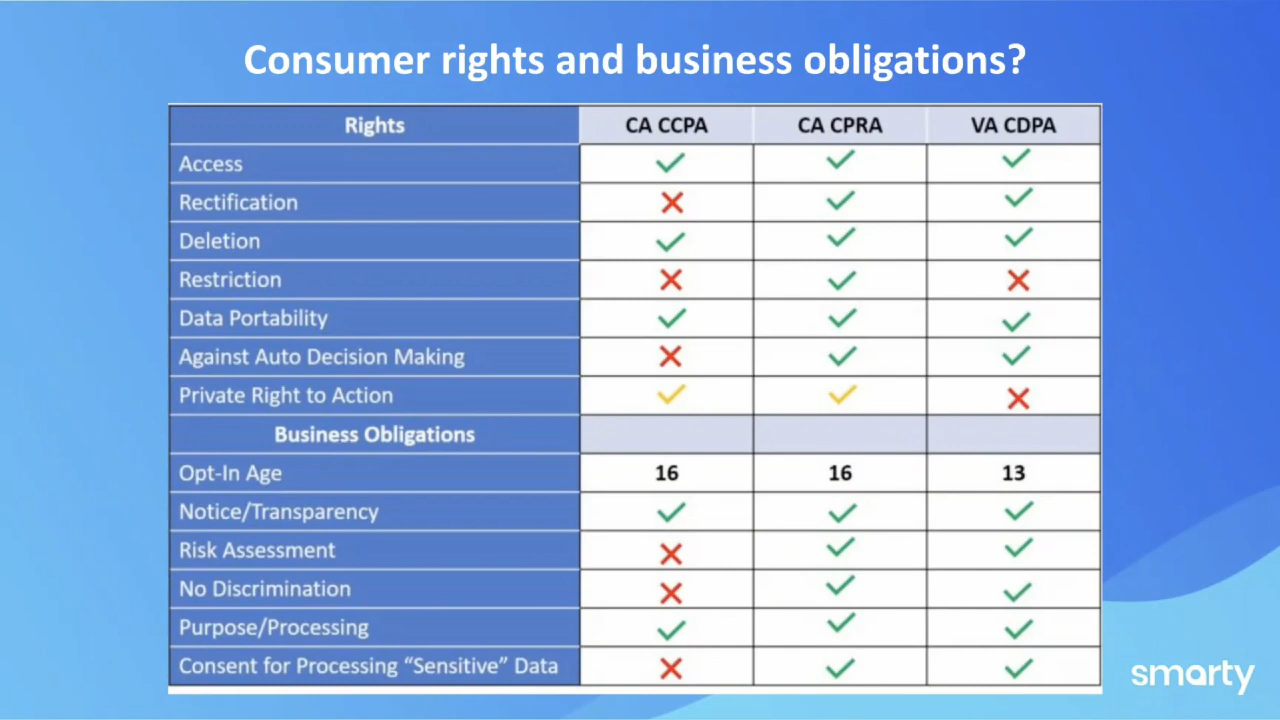 Consumer rights and business obligations?
Rights CA CCPA CA CPRA VA CDPA
Access
Rectification
Deletion
Restriction
Data Portability
Against Auto Decision Making
Private Right to Action
Business Obligations
Opt-In Age 16 16 13
Notice/Transparency
Risk Assessment
No Discrimination
Purpose/Processing
Consent for Processing “Sensitive” Data
smarty